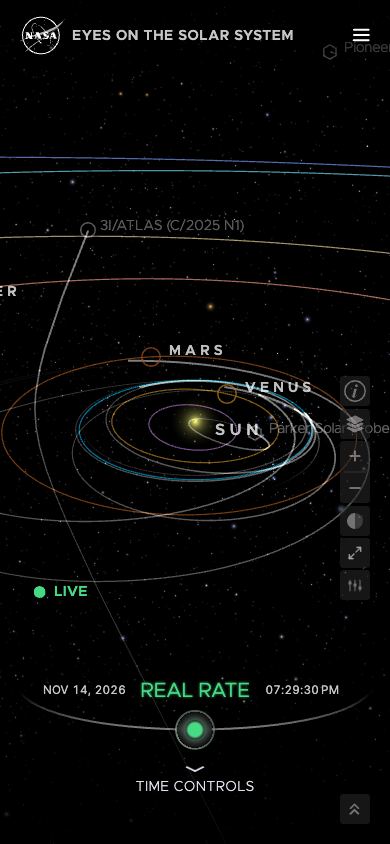 NASA
EYES ON THE SOLAR SYSTEM
Pioneer
3I/ATLAS (C/2025 N1)
ER
MARS
VENUS
SUN
Parker Solar Probe
LIVE
NOV 14, 2026
REAL RATE
07:29:30 PM
TIME CONTROLS